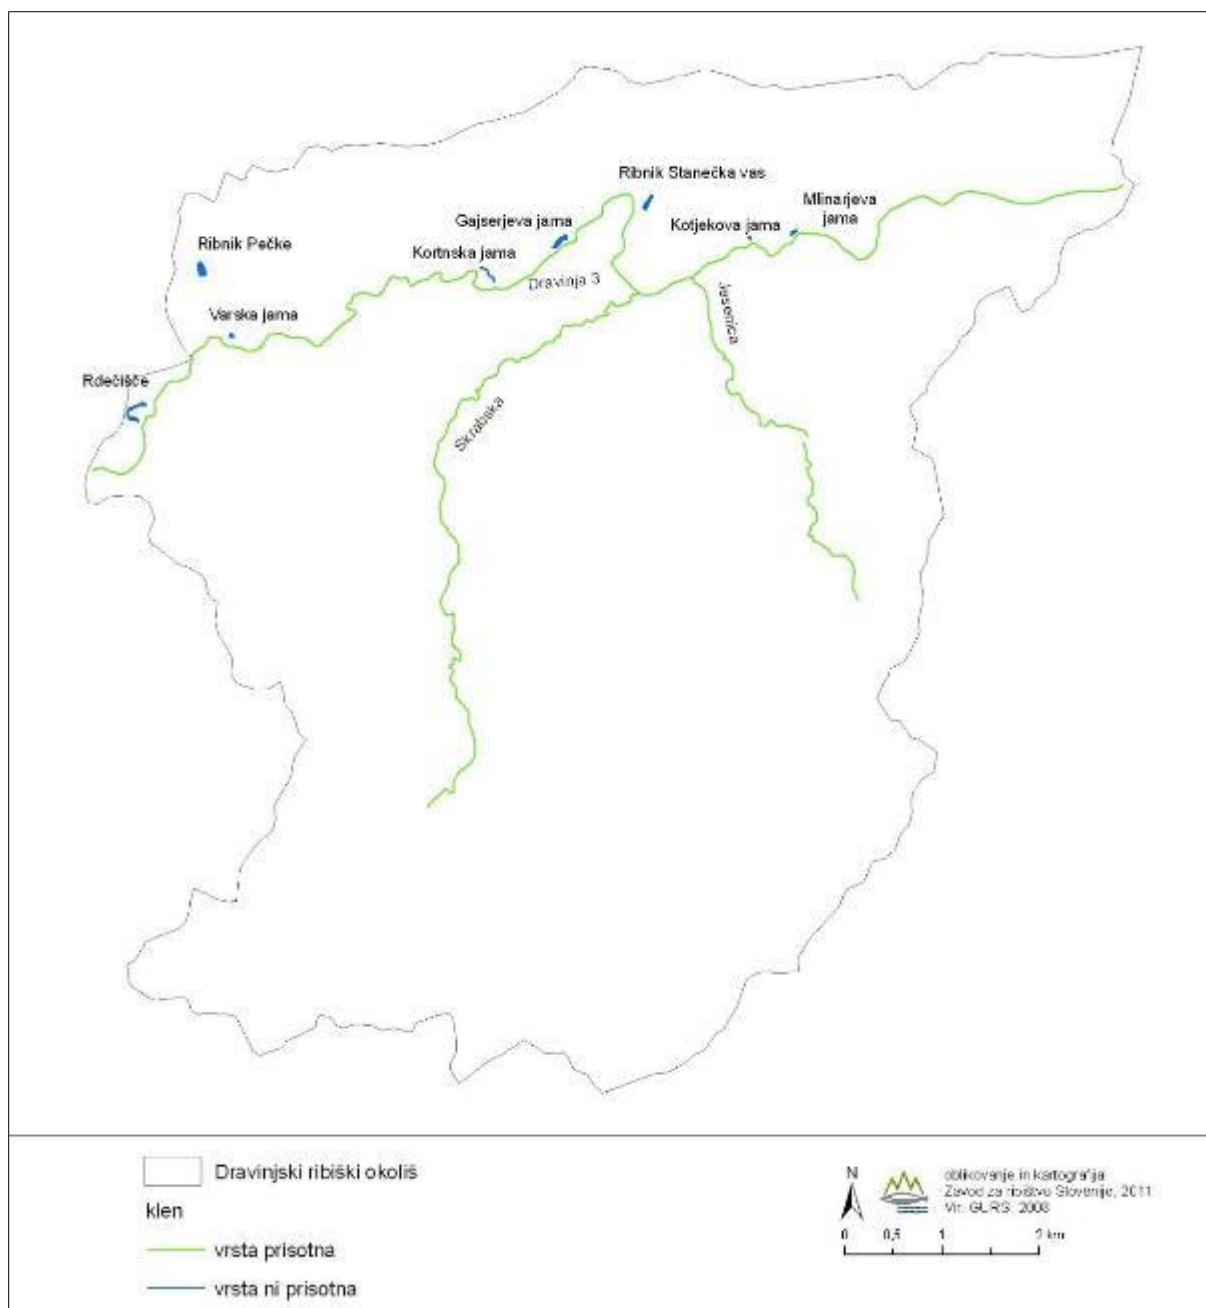 Ribnik Stanečka vas
Mlinarjeva
jama
Gajserjeva jama
Kotjekova jama
Ribnik Pečke
Kortnska jama
Dravinja 3
Jesenica
Varska jama
Rdečišče
Skrabska
Dravinjski ribiški okoliš
klen
vrsta prisotna
vrsta ni prisotna
N
oblikovanje in kartografija
Zavod za ribištvo Slovenije, 2011
Vir: GURS, 2008
0 0,5 1 2 km